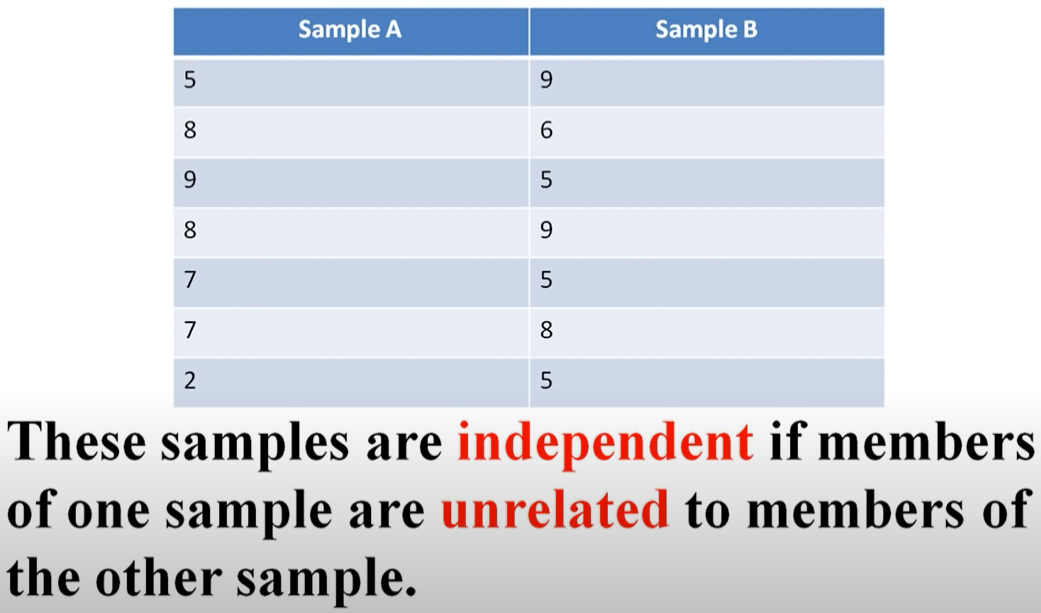 Sample A Sample B
5 9
8 6
9 5
8 9
7 5
7 8
2 5
These samples are independent if members
of one sample are unrelated to members of
the other sample.